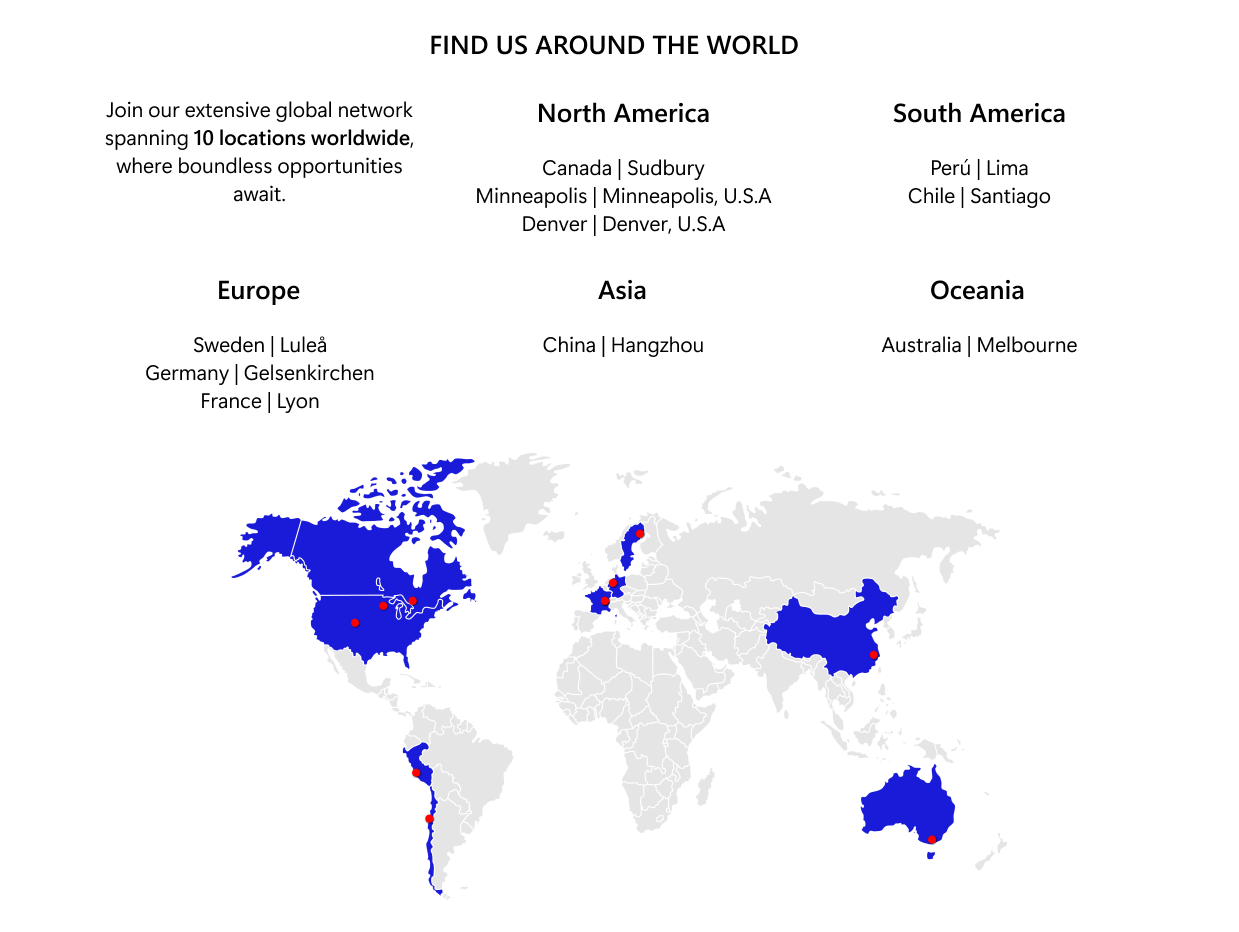 FIND US AROUND THE WORLD
Join our extensive global network
spanning 10 locations worldwide,
where boundless opportunities
await.
North America
Canada | Sudbury
Minneapolis | Minneapolis, U.S.A
Denver | Denver, U.S.A
South America
Perú | Lima
Chile | Santiago
Europe
Sweden | Luleå
Germany | Gelsenkirchen
France | Lyon
Asia
China | Hangzhou
Oceania
Australia | Melbourne